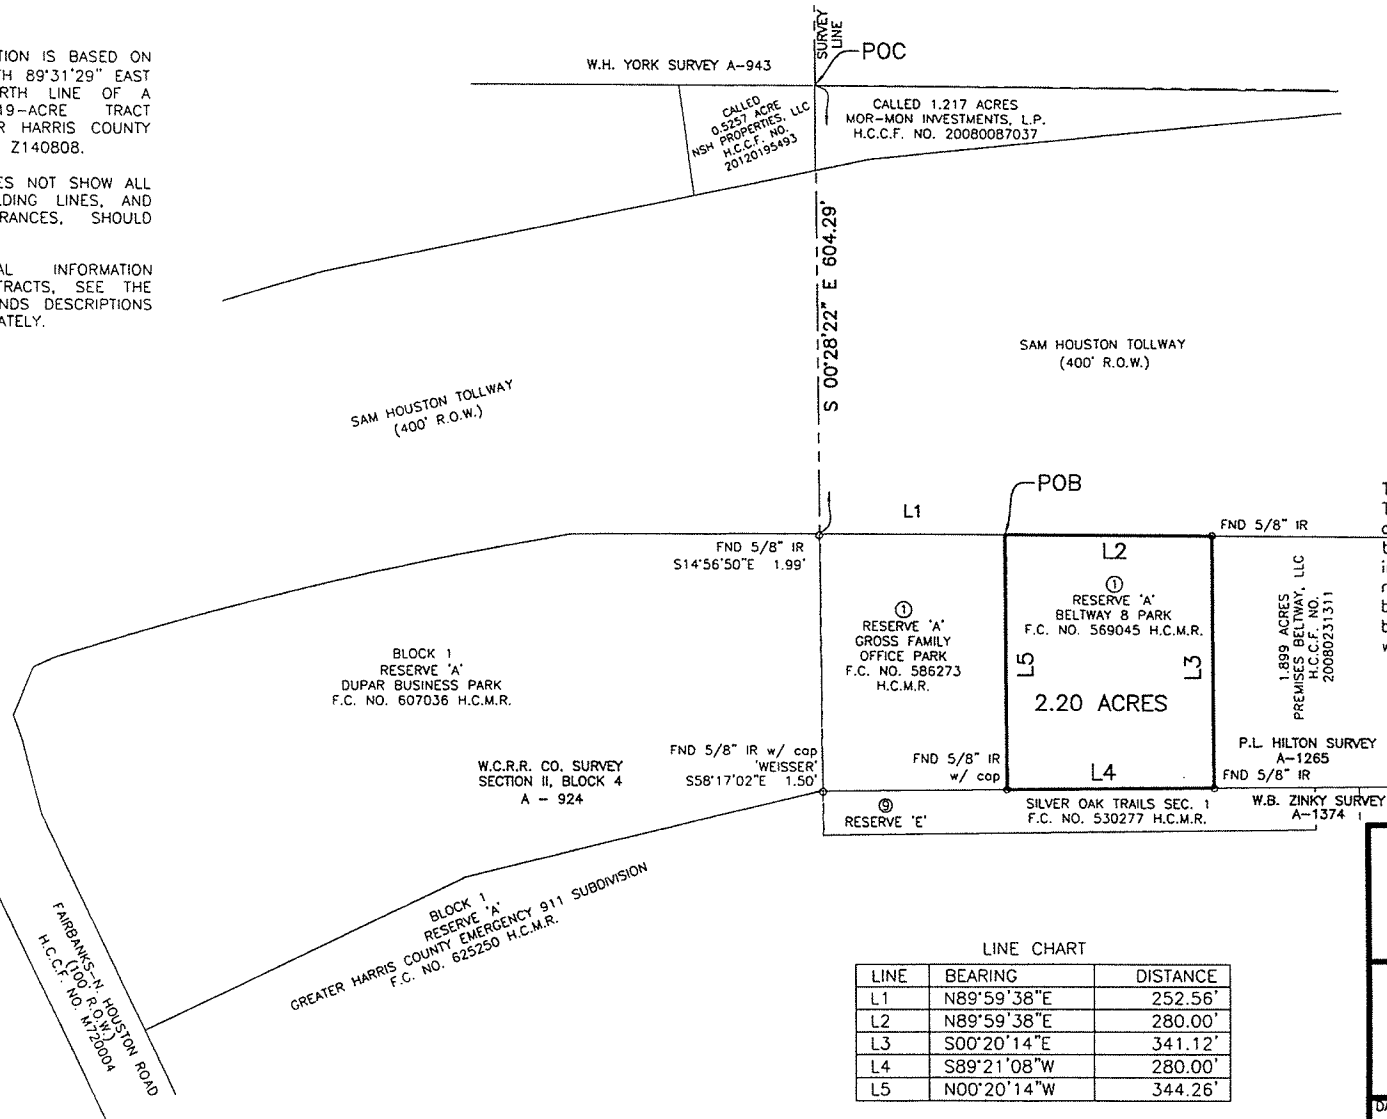 TION IS BASED ON
TH 89°31'29" EAST
RTH LINE OF A
19-ACRE TRACT
R HARRIS COUNTY
Z140808.
ES NOT SHOW ALL
LDING LINES, AND
RANCES, SHOULD
AL INFORMATION
TRACTS, SEE THE
NDS DESCRIPTIONS
ATELY.
SURVEY
LINE
POC
W.H. YORK SURVEY A-943
CALLED
0.5257 ACRE
NSH PROPERTIES, LLC
H.C.C.F. NO.
20120195493
CALLED 1.217 ACRES
MOR-MON INVESTMENTS, L.P.
H.C.C.F. NO. 20080087037
S 00°28'22" E 604.29'
SAM HOUSTON TOLLWAY
(400' R.O.W.)
SAM HOUSTON TOLLWAY
(400' R.O.W.)
POB
L1
FND 5/8" IR
S14°56'50"E 1.99'
L2
FND 5/8" IR
①
RESERVE 'A'
BELTWAY 8 PARK
F.C. NO. 569045 H.C.M.R.
①
RESERVE 'A'
GROSS FAMILY
OFFICE PARK
F.C. NO. 586273
H.C.M.R.
L5
L3
2.20 ACRES
1.899 ACRES
PREMISES BELTWAY, LLC
H.C.C.F. NO.
20080231311
BLOCK 1
RESERVE 'A'
DUPAR BUSINESS PARK
F.C. NO. 607036 H.C.M.R.
W.C.R.R. CO. SURVEY
SECTION II, BLOCK 4
A - 924
FND 5/8" IR w/ cap
'WEISSER'
S58°17'02"E 1.50'
FND 5/8" IR
w/ cap
L4
P.L. HILTON SURVEY
A-1265
FND 5/8" IR
⑨
RESERVE 'E'
SILVER OAK TRAILS SEC. 1
F.C. NO. 530277 H.C.M.R.
W.B. ZINKY SURVEY
A-1374
BLOCK 1
RESERVE 'A'
GREATER HARRIS COUNTY EMERGENCY 911 SUBDIVISION
F.C. NO. 625250 H.C.M.R.
FAIRBANKS-N. HOUSTON ROAD
(100' R.O.W.)
H.C.C.F. NO. M720004
LINE CHART
LINE BEARING DISTANCE
L1 N89°59'38"E 252.56'
L2 N89°59'38"E 280.00'
L3 S00°20'14"E 341.12'
L4 S89°21'08"W 280.00'
L5 N00°20'14"W 344.26'